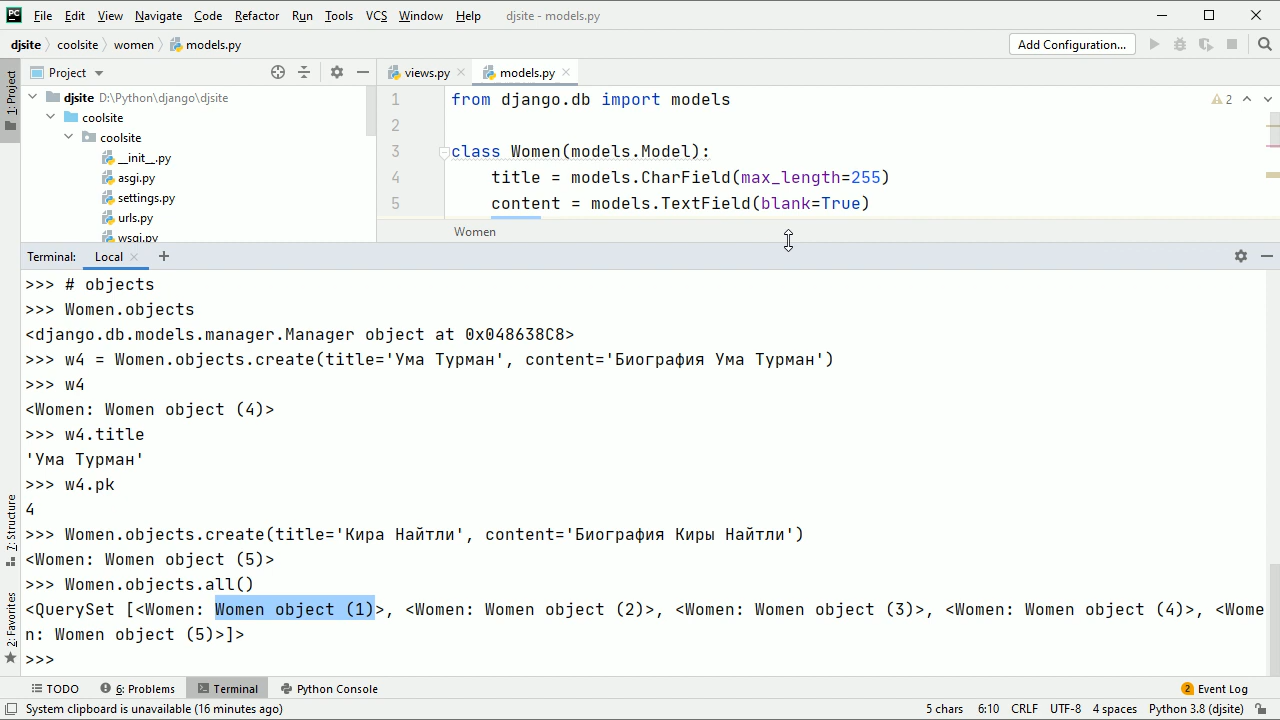 PC File Edit View Navigate Code Refactor Run Tools VCS Window Help djsite - models.py
djsite coolsite women models.py Add Configuration...
1: Project
Project
views.py models.py
djsite D:\Python\django\djsite
coolsite
coolsite
__init__.py
asgi.py
settings.py
urls.py
wsgi.py
1 from django.db import models
2
3 class Women(models.Model):
4 title = models.CharField(max_length=255)
5 content = models.TextField(blank=True)
2
Women
Terminal: Local
>>> # objects
>>> Women.objects
<django.db.models.manager.Manager object at 0x048638C8>
>>> w4 = Women.objects.create(title='Ума Турман', content='Биография Ума Турман')
>>> w4
<Women: Women object (4)>
>>> w4.title
'Ума Турман'
>>> w4.pk
4
>>> Women.objects.create(title='Кира Найтли', content='Биография Киры Найтли')
<Women: Women object (5)>
>>> Women.objects.all()
<QuerySet [<Women: Women object (1)>, <Women: Women object (2)>, <Women: Women object (3)>, <Women: Women object (4)>, <Wome
n: Women object (5)>]>
>>>
7: Structure
2: Favorites
TODO 6: Problems Terminal Python Console 2 Event Log
System clipboard is unavailable (16 minutes ago) 5 chars 6:10 CRLF UTF-8 4 spaces Python 3.8 (djsite)